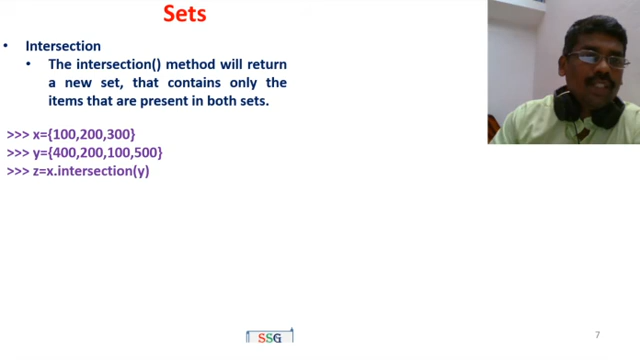 Sets
• Intersection
• The intersection() method will return
a new set, that contains only the
items that are present in both sets.
>>> x={100,200,300}
>>> y={400,200,100,500}
>>> z=x.intersection(y)
SSG
7